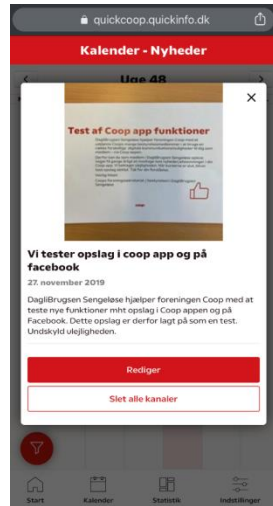 quickcoop.quickinfo.dk
Kalender - Nyheder
Uge 48
Test af Coop app funktioner
Vi tester opslag i coop app og på
facebook
27. november 2019
DagliBrugsen Sengeløse hjælper foreningen Coop med at
teste nye funktioner mht opslag i Coop appen og på
Facebook. Dette opslag er derfor lagt på som en test.
Undskyld ulejligheden.
Rediger
Slet alle kanaler
Start
Kalender
Statistik
Indstillinger